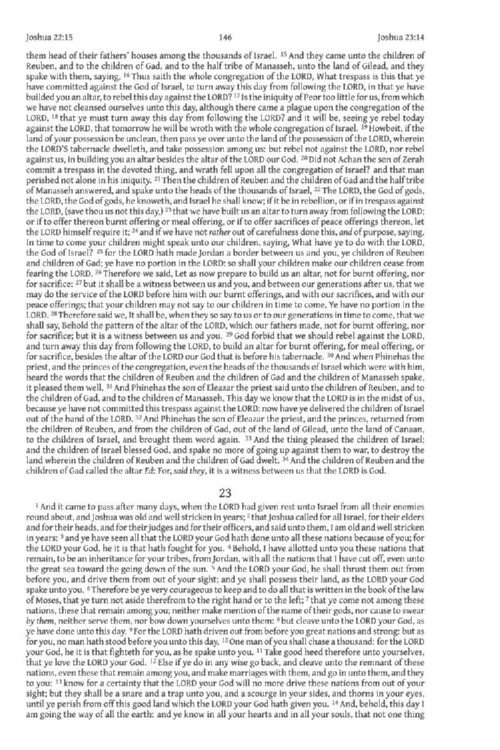 Joshua 22:15 146 Joshua 23:14
them head of their fathers' houses among the thousands of Israel. 15 And they came unto the children of
Reuben, and to the children of Gad, and to the half tribe of Manasseh, unto the land of Gilead, and they
spake with them, saying, 16 Thus saith the whole congregation of the LORD, What trespass is this that ye
have committed against the God of Israel, to turn away this day from following the LORD, in that ye have
builded you an altar, to rebel this day against the LORD? 17 Is the iniquity of Peor too little for us, from which
we have not cleansed ourselves unto this day, although there came a plague upon the congregation of the
LORD, 18 that ye must turn away this day from following the LORD? and it will be, seeing ye rebel today
against the LORD, that tomorrow he will be wroth with the whole congregation of Israel. 19 Howbeit, if the
land of your possession be unclean, then pass ye over unto the land of the possession of the LORD, wherein
the LORD'S tabernacle dwelleth, and take possession among us: but rebel not against the LORD, nor rebel
against us, in building you an altar besides the altar of the LORD our God. 20 Did not Achan the son of Zerah
commit a trespass in the devoted thing, and wrath fell upon all the congregation of Israel? and that man
perished not alone in his iniquity. 21 Then the children of Reuben and the children of Gad and the half tribe
of Manasseh answered, and spake unto the heads of the thousands of Israel, 22 The LORD, the God of gods,
the LORD, the God of gods, he knoweth, and Israel he shall know; if it be in rebellion, or if in trespass against
the LORD, (save thou us not this day,) 23 that we have built us an altar to turn away from following the LORD;
or if to offer thereon burnt offering or meal offering, or if to offer sacrifices of peace offerings thereon, let
the LORD himself require it; 24 and if we have not rather out of carefulness done this, and of purpose, saying,
In time to come your children might speak unto our children, saying, What have ye to do with the LORD,
the God of Israel? 25 for the LORD hath made Jordan a border between us and you, ye children of Reuben
and children of Gad; ye have no portion in the LORD: so shall your children make our children cease from
fearing the LORD. 26 Therefore we said, Let us now prepare to build us an altar, not for burnt offering, nor
for sacrifice: 27 but it shall be a witness between us and you, and between our generations after us, that we
may do the service of the LORD before him with our burnt offerings, and with our sacrifices, and with our
peace offerings; that your children may not say to our children in time to come, Ye have no portion in the
LORD. 28 Therefore said we, It shall be, when they so say to us or to our generations in time to come, that we
shall say, Behold the pattern of the altar of the LORD, which our fathers made, not for burnt offering, nor
for sacrifice; but it is a witness between us and you. 29 God forbid that we should rebel against the LORD,
and turn away this day from following the LORD, to build an altar for burnt offering, for meal offering, or
for sacrifice, besides the altar of the LORD our God that is before his tabernacle. 30 And when Phinehas the
priest, and the princes of the congregation, even the heads of the thousands of Israel which were with him,
heard the words that the children of Reuben and the children of Gad and the children of Manasseh spake,
it pleased them well. 31 And Phinehas the son of Eleazar the priest said unto the children of Reuben, and to
the children of Gad, and to the children of Manasseh, This day we know that the LORD is in the midst of us,
because ye have not committed this trespass against the LORD: now have ye delivered the children of Israel
out of the hand of the LORD. 32 And Phinehas the son of Eleazar the priest, and the princes, returned from
the children of Reuben, and from the children of Gad, out of the land of Gilead, unto the land of Canaan,
to the children of Israel, and brought them word again. 33 And the thing pleased the children of Israel;
and the children of Israel blessed God, and spake no more of going up against them to war, to destroy the
land wherein the children of Reuben and the children of Gad dwelt. 34 And the children of Reuben and the
children of Gad called the altar Ed: For, said they, it is a witness between us that the LORD is God.
23
1 And it came to pass after many days, when the LORD had given rest unto Israel from all their enemies
round about, and Joshua was old and well stricken in years; 2 that Joshua called for all Israel, for their elders
and for their heads, and for their judges and for their officers, and said unto them, I am old and well stricken
in years: 3 and ye have seen all that the LORD your God hath done unto all these nations because of you; for
the LORD your God, he it is that hath fought for you. 4 Behold, I have allotted unto you these nations that
remain, to be an inheritance for your tribes, from Jordan, with all the nations that I have cut off, even unto
the great sea toward the going down of the sun. 5 And the LORD your God, he shall thrust them out from
before you, and drive them from out of your sight; and ye shall possess their land, as the LORD your God
spake unto you. 6 Therefore be ye very courageous to keep and to do all that is written in the book of the law
of Moses, that ye turn not aside therefrom to the right hand or to the left; 7 that ye come not among these
nations, these that remain among you; neither make mention of the name of their gods, nor cause to swear
by them, neither serve them, nor bow down yourselves unto them: 8 but cleave unto the LORD your God, as
ye have done unto this day. 9 For the LORD hath driven out from before you great nations and strong: but as
for you, no man hath stood before you unto this day. 10 One man of you shall chase a thousand: for the LORD
your God, he it is that fighteth for you, as he spake unto you. 11 Take good heed therefore unto yourselves,
that ye love the LORD your God. 12 Else if ye do in any wise go back, and cleave unto the remnant of these
nations, even these that remain among you, and make marriages with them, and go in unto them, and they
to you: 13 know for a certainty that the LORD your God will no more drive these nations from out of your
sight; but they shall be a snare and a trap unto you, and a scourge in your sides, and thorns in your eyes,
until ye perish from off this good land which the LORD your God hath given you. 14 And, behold, this day I
am going the way of all the earth: and ye know in all your hearts and in all your souls, that not one thing